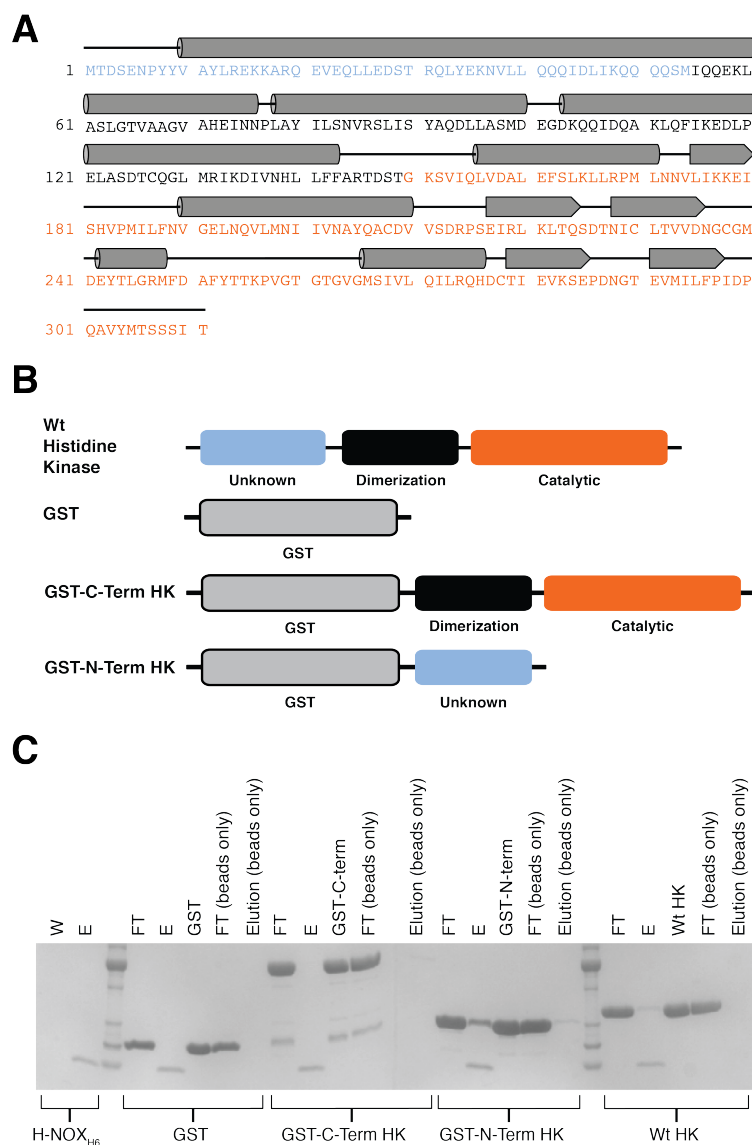 A
1 MTDSENPYYV AYLREKKARQ EVEQLLEDST RQLYEKNVLL QQQIDLIKQQ QQSMIQQEKL
61 ASLGTVAAGV AHEINNPLAY ILSNVRSLIS YAQDLLASMD EGDKQQIDQA KLQFIKEDLP
121 ELASDTCQGL MRIKDIVNHL LFFARTDSTG KSVIQLVDAL EFSLKLLRPM LNNVLIKKEI
181 SHVPMILFNV GELNQVLMNI IVNAYQACDV VSDRPSEIRL KLTQSDTNIC LTVVDNGCGM
241 DEYTLGRMFD AFYTTKPVGT GTGVGMSIVL QILRQHDCTI EVKSEPDNGT EVMILFPIDP
301 QAVYMTSSSI T
B
Wt
Histidine
Kinase
Unknown Dimerization Catalytic
GST
GST
GST-C-Term HK
GST Dimerization Catalytic
GST-N-Term HK
GST Unknown
C
W E FT E GST FT (beads only) Elution (beads only) FT E GST-C-term FT (beads only) Elution (beads only) FT E GST-N-term FT (beads only) Elution (beads only) FT E Wt HK FT (beads only) Elution (beads only)
H-NOXH6 GST GST-C-Term HK GST-N-Term HK Wt HK